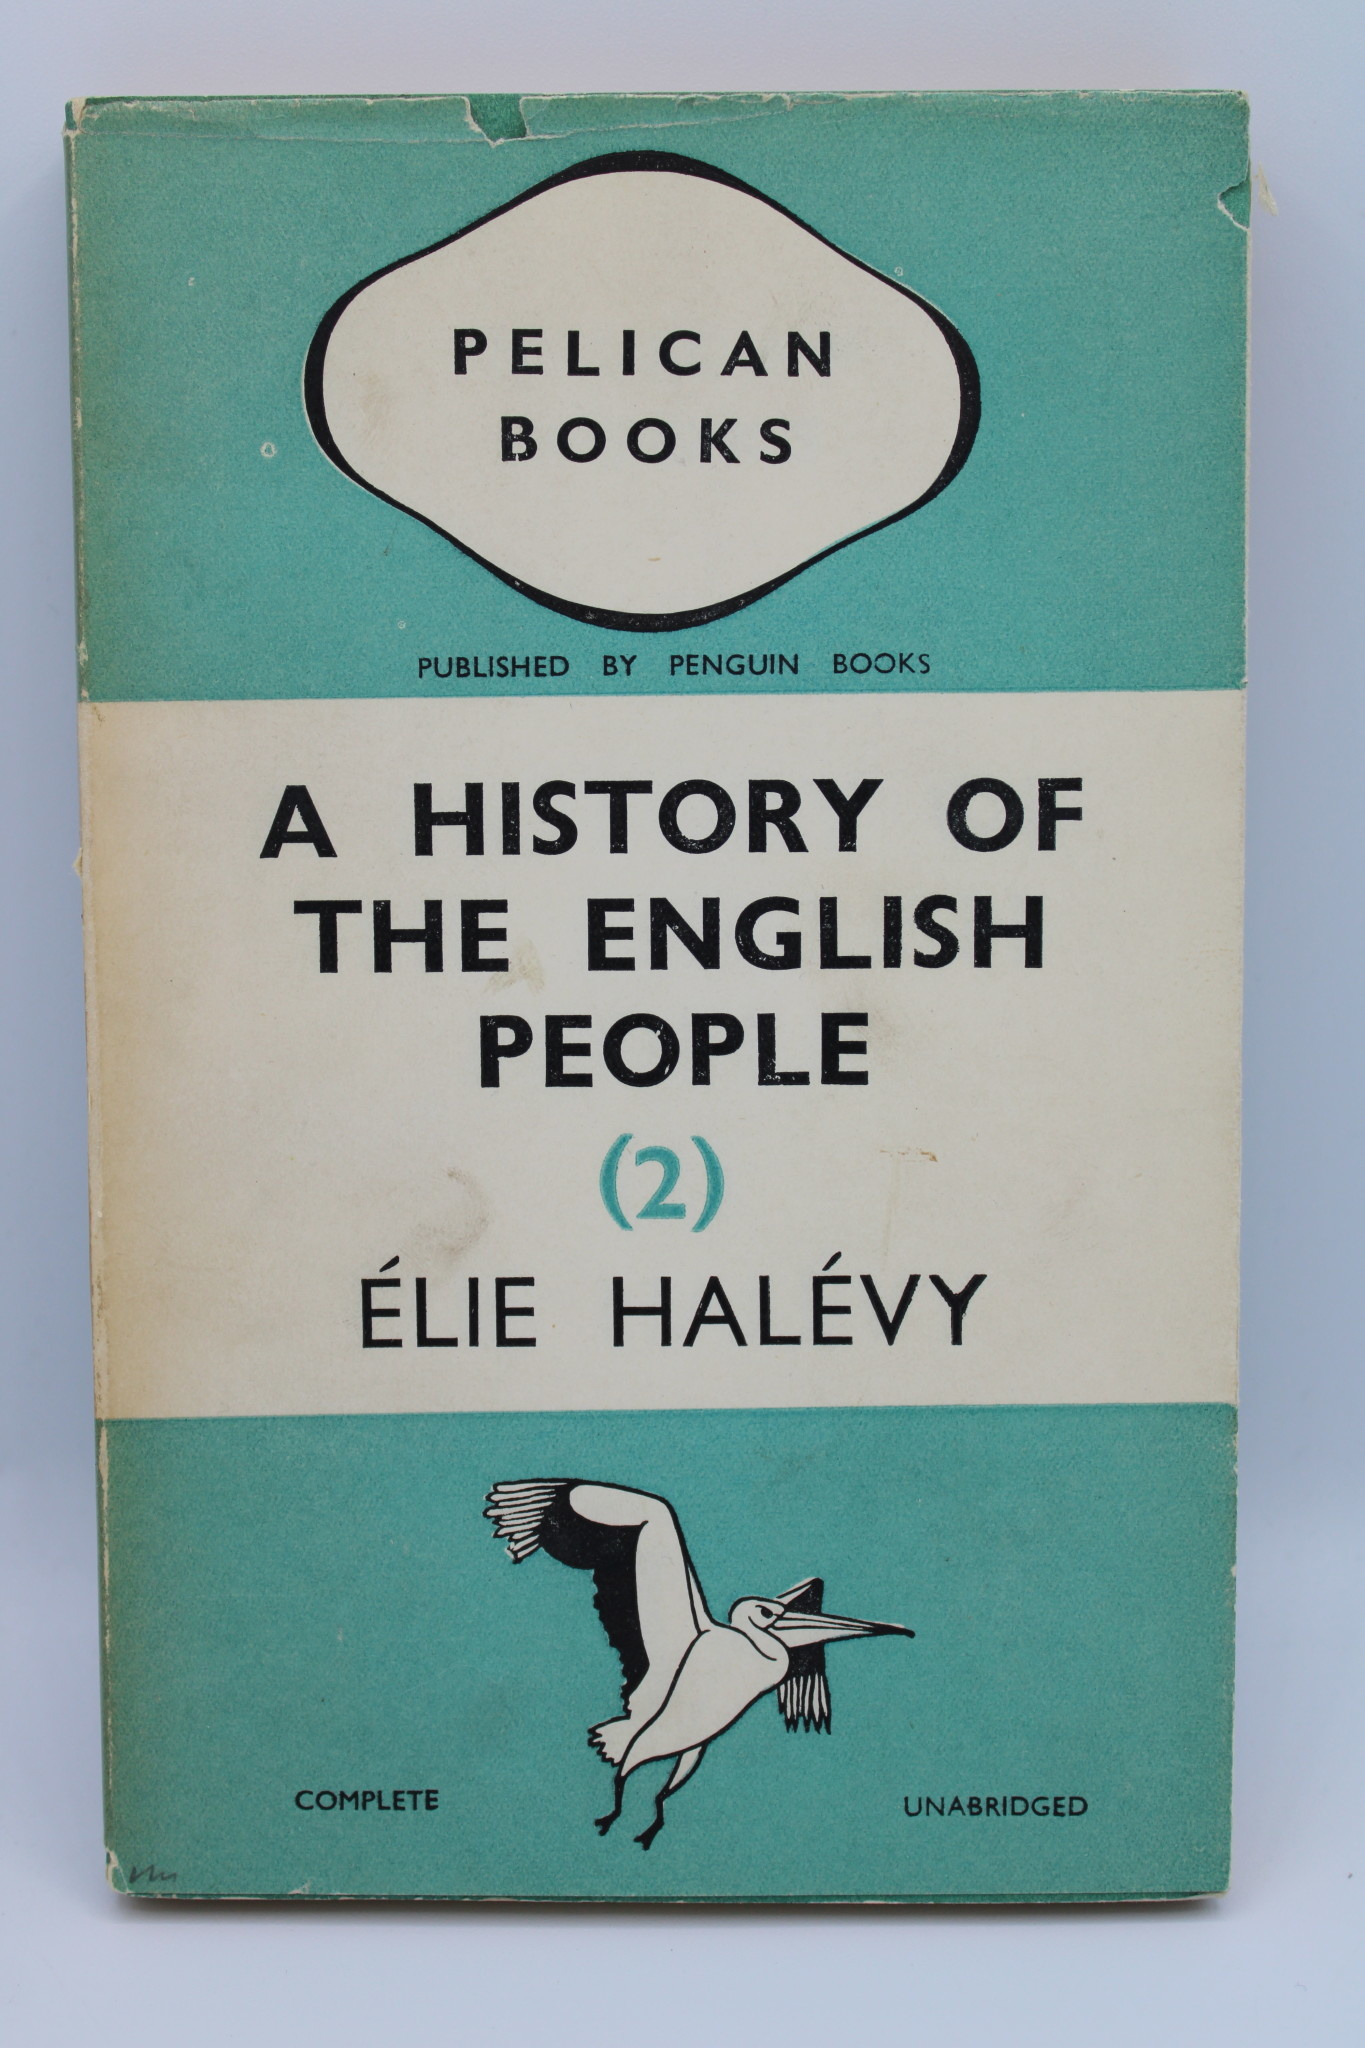 PELICAN
BOOKS
PUBLISHED BY PENGUIN BOOKS
A HISTORY OF
THE ENGLISH
PEOPLE
(2)
ÉLIE HALÉVY
COMPLETE
UNABRIDGED